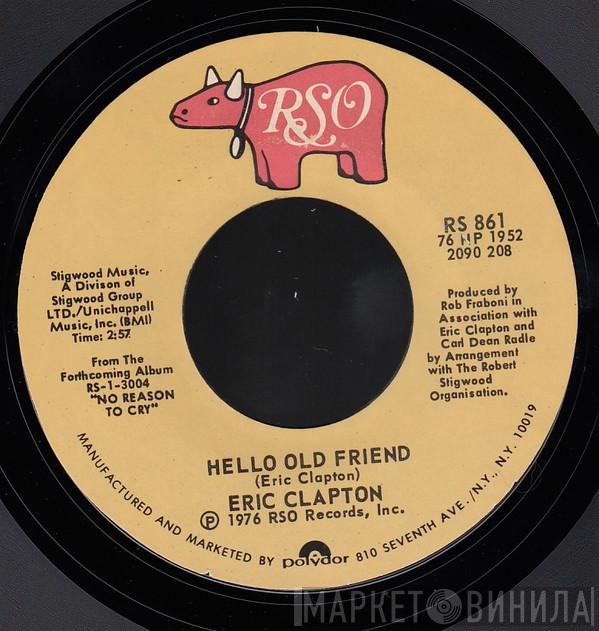 RSO
RS 861
76 NP 1952
2090 208
Stigwood Music,
A Divison of
Stigwood Group
LTD./Unichappell
Music, Inc. (BMI)
Time: 2:57
From The
Forthcoming Album
RS-1-3004
"NO REASON
TO CRY"
Produced by
Rob Fraboni in
Association with
Eric Clapton and
Carl Dean Radle
by Arrangement
with The Robert
Stigwood
Organisation.
HELLO OLD FRIEND
(Eric Clapton)
ERIC CLAPTON
℗ 1976 RSO Records, Inc.
MANUFACTURED AND MARKETED BY polydor 810 SEVENTH AVE./N.Y., N.Y. 10019
МАРКЕТ ВИНИЛА